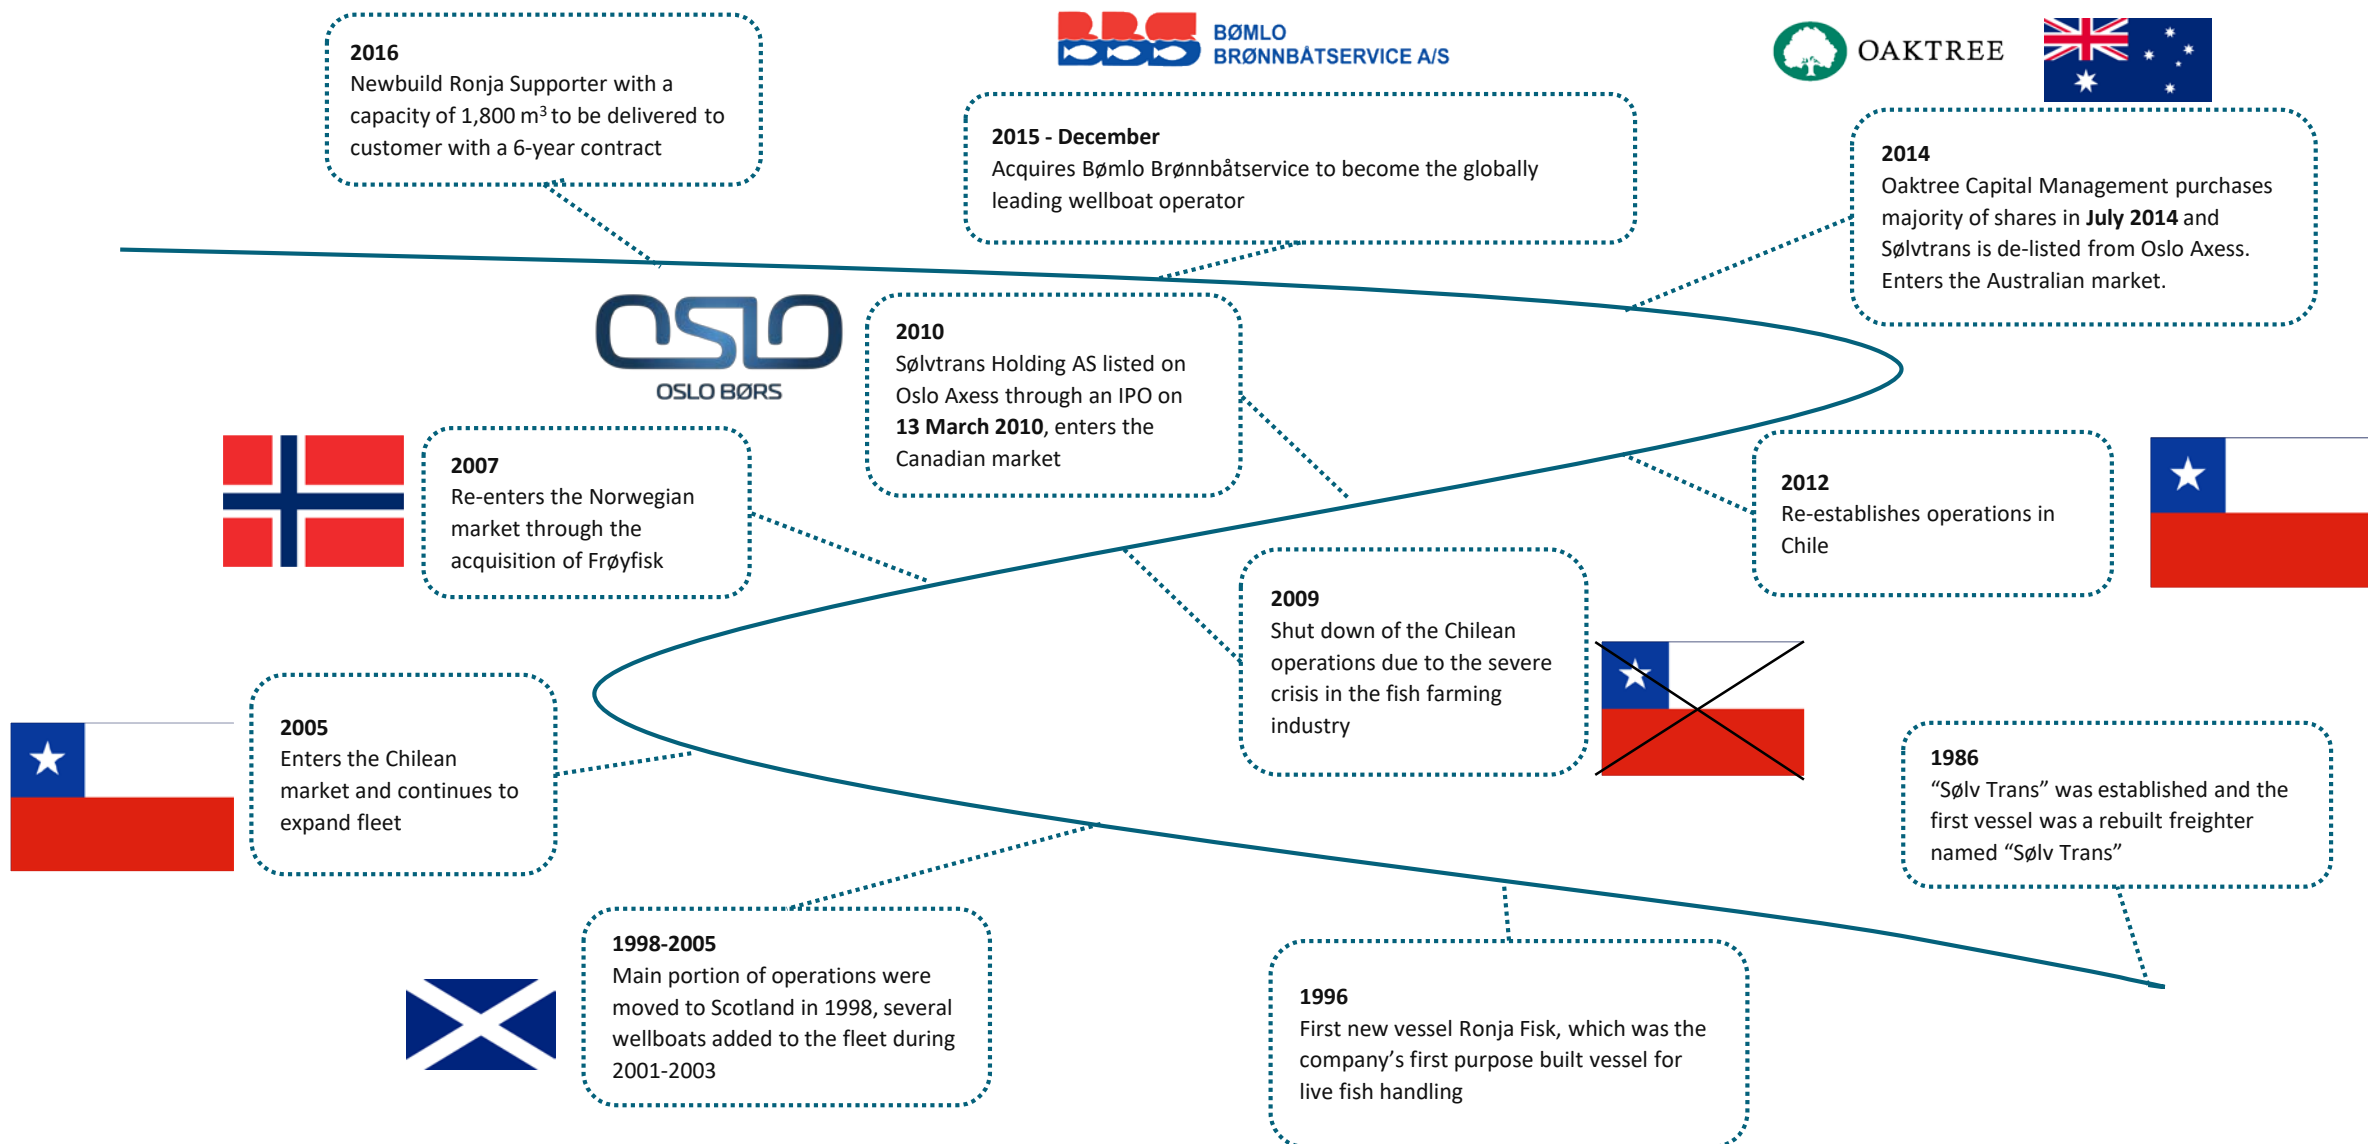 2016
Newbuild Ronja Supporter with a
capacity of 1,800 m³ to be delivered to
customer with a 6-year contract
BBS
BØMLO
BRØNNBÅTSERVICE A/S
2015 - December
Acquires Bømlo Brønnbåtservice to become the globally
leading wellboat operator
OAKTREE
2014
Oaktree Capital Management purchases
majority of shares in July 2014 and
Sølvtrans is de-listed from Oslo Axess.
Enters the Australian market.
OSLO
OSLO BØRS
2010
Sølvtrans Holding AS listed on
Oslo Axess through an IPO on
13 March 2010, enters the
Canadian market
2007
Re-enters the Norwegian
market through the
acquisition of Frøyfisk
2012
Re-establishes operations in
Chile
2009
Shut down of the Chilean
operations due to the severe
crisis in the fish farming
industry
2005
Enters the Chilean
market and continues to
expand fleet
1986
“Sølv Trans” was established and the
first vessel was a rebuilt freighter
named “Sølv Trans”
1998-2005
Main portion of operations were
moved to Scotland in 1998, several
wellboats added to the fleet during
2001-2003
1996
First new vessel Ronja Fisk, which was the
company’s first purpose built vessel for
live fish handling